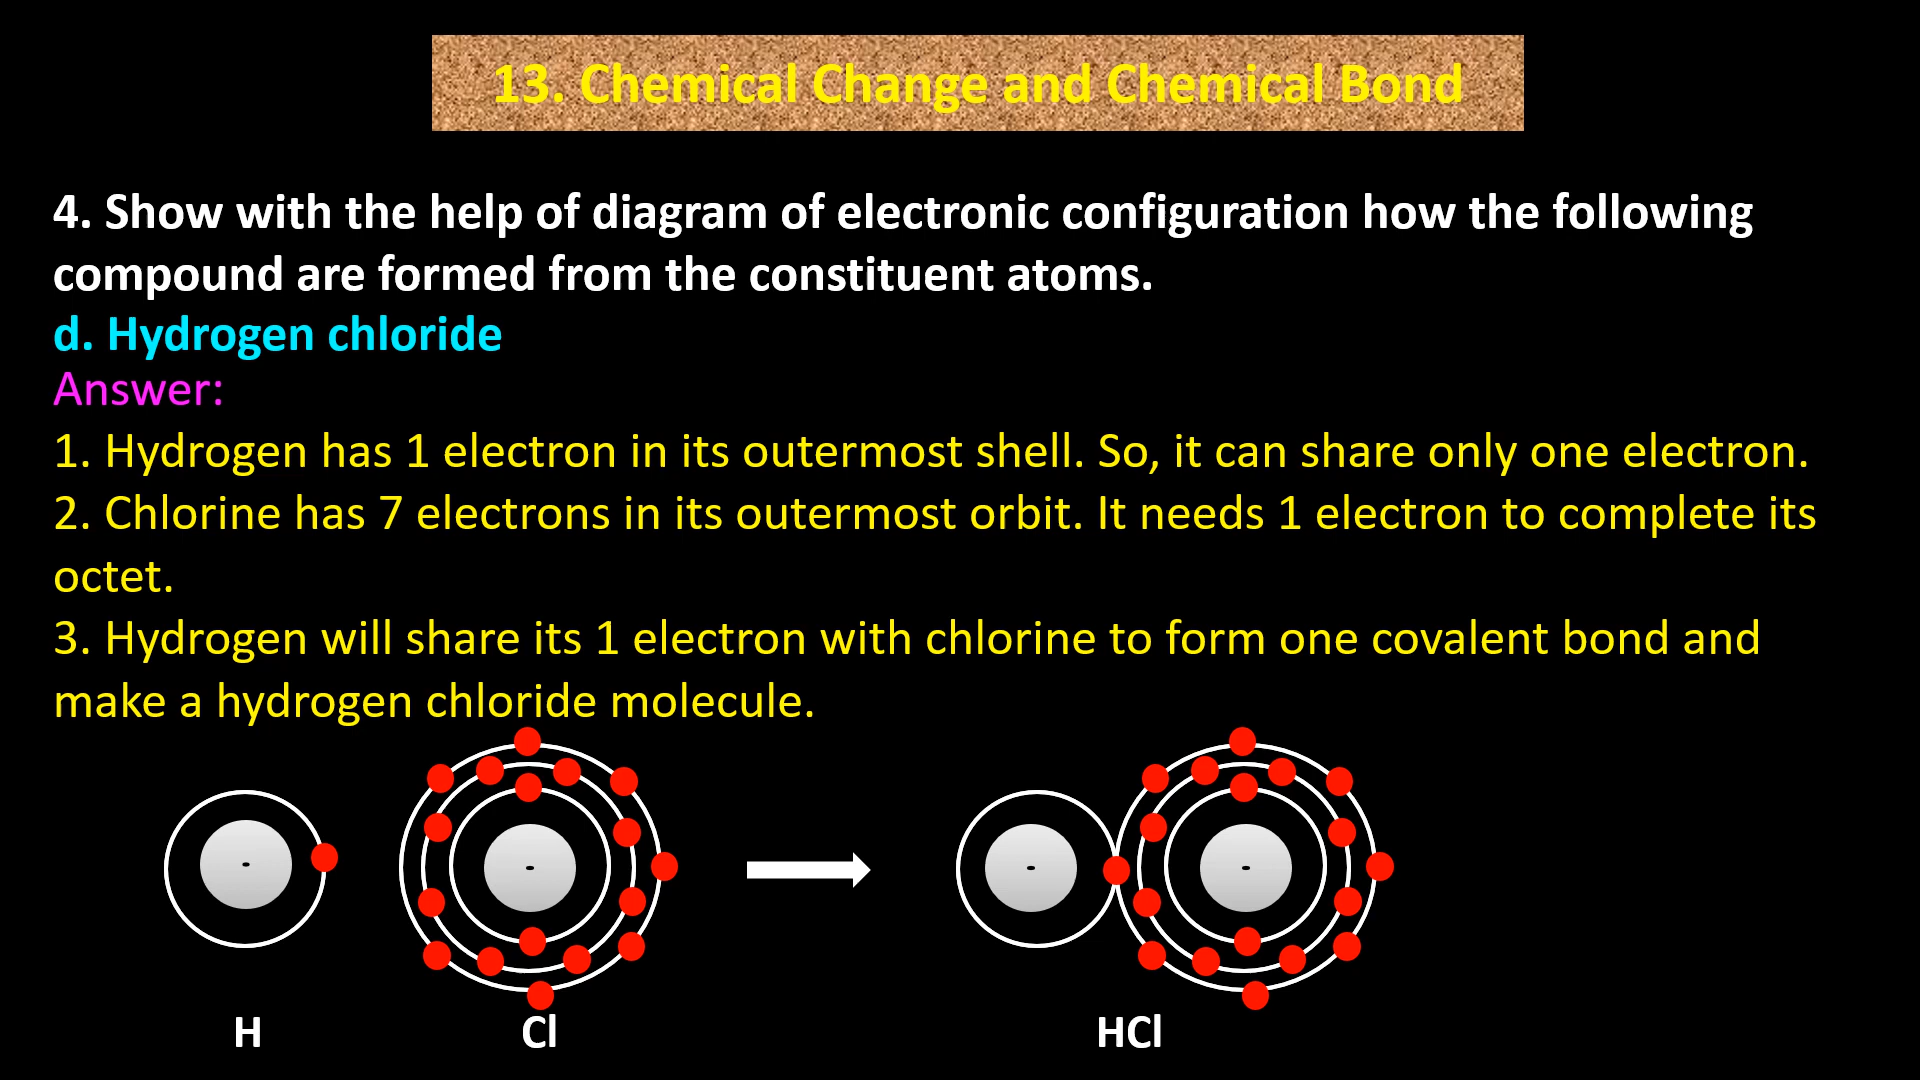 13. Chemical Change and Chemical Bond
4. Show with the help of diagram of electronic configuration how the following
compound are formed from the constituent atoms.
d. Hydrogen chloride
Answer:
1. Hydrogen has 1 electron in its outermost shell. So, it can share only one electron.
2. Chlorine has 7 electrons in its outermost orbit. It needs 1 electron to complete its
octet.
3. Hydrogen will share its 1 electron with chlorine to form one covalent bond and
make a hydrogen chloride molecule.
H
Cl
HCl